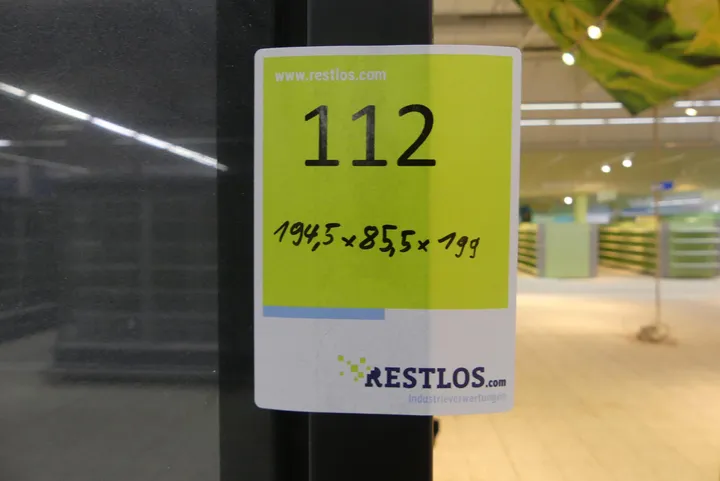 www.restlos.com
112
194,5 x 85,5 x 199
RESTLOS.com
Industrieverwertungen